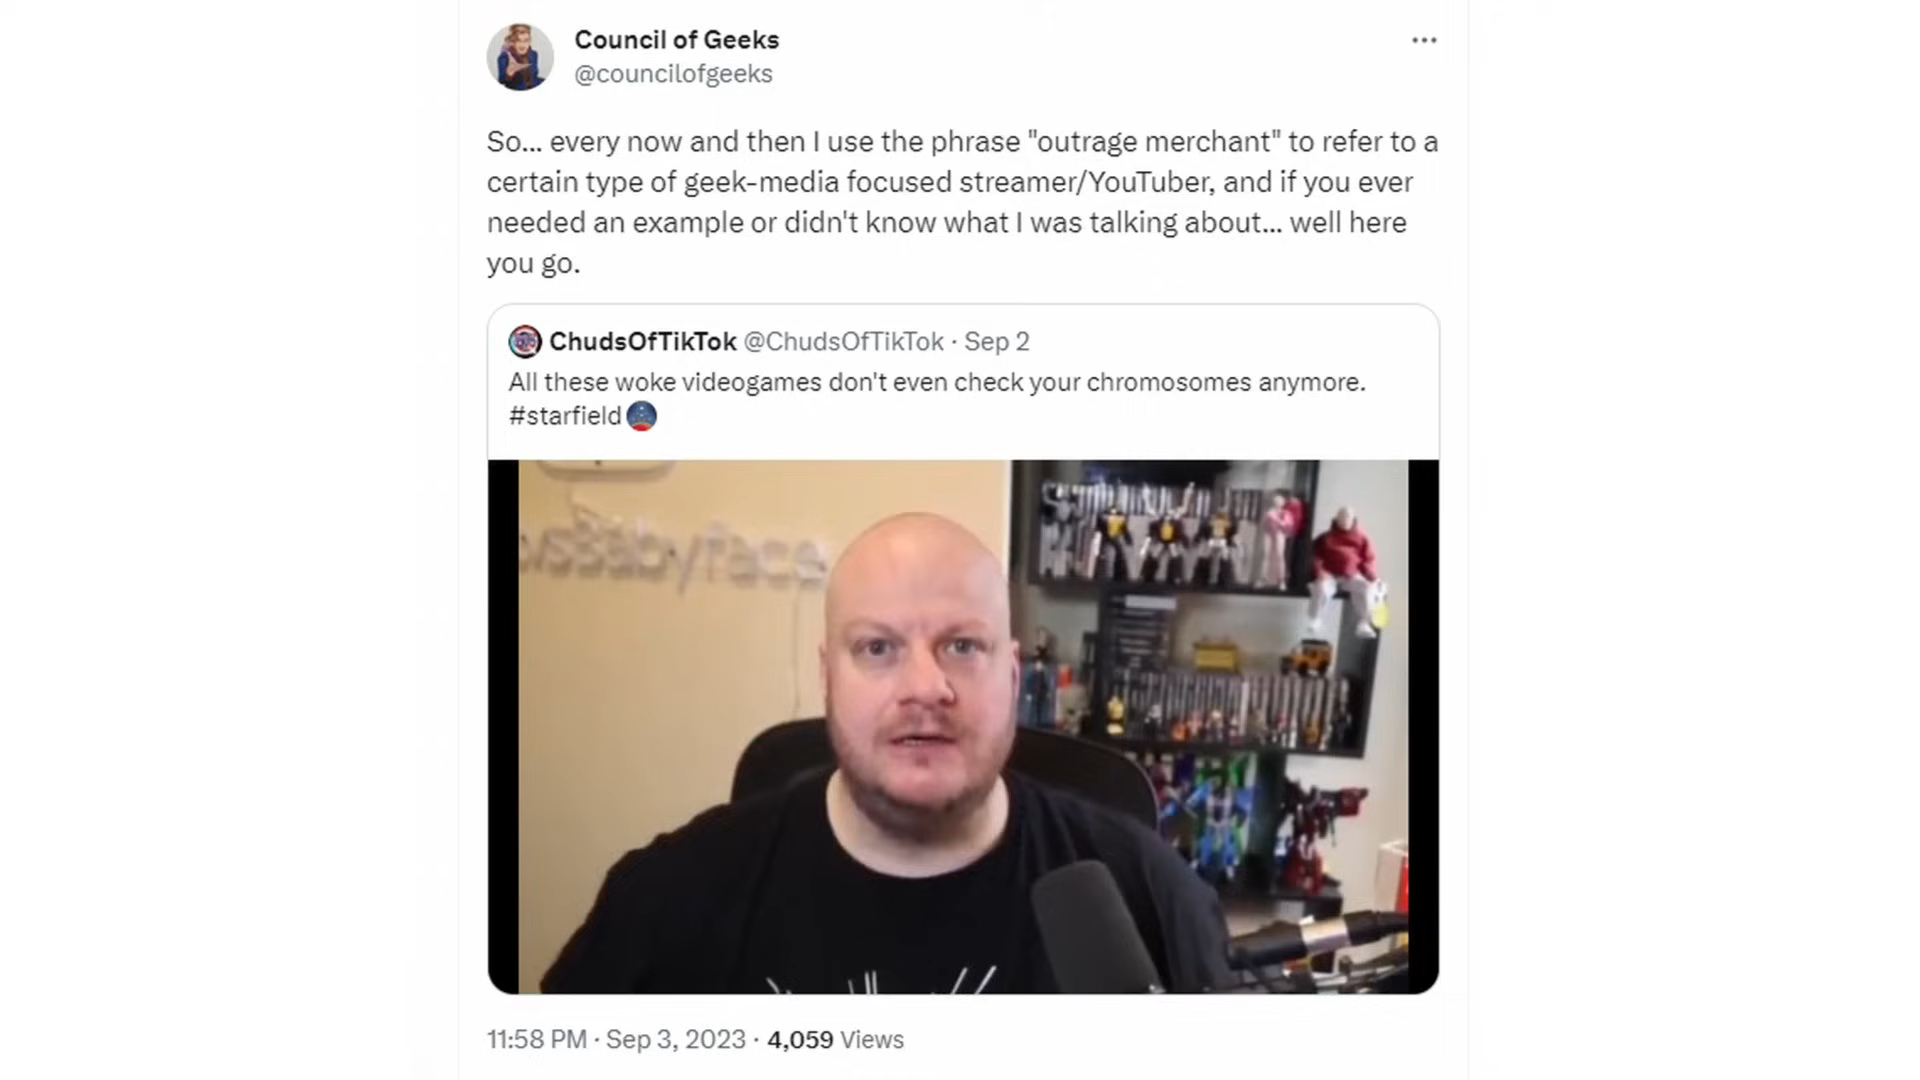 Council of Geeks
@councilofgeeks
So... every now and then I use the phrase "outrage merchant" to refer to a
certain type of geek-media focused streamer/YouTuber, and if you ever
needed an example or didn't know what I was talking about... well here
you go.
ChudsOfTikTok @ChudsOfTikTok · Sep 2
All these woke videogames don't even check your chromosomes anymore.
#starfield
vsBabyface
11:58 PM · Sep 3, 2023 · 4,059 Views